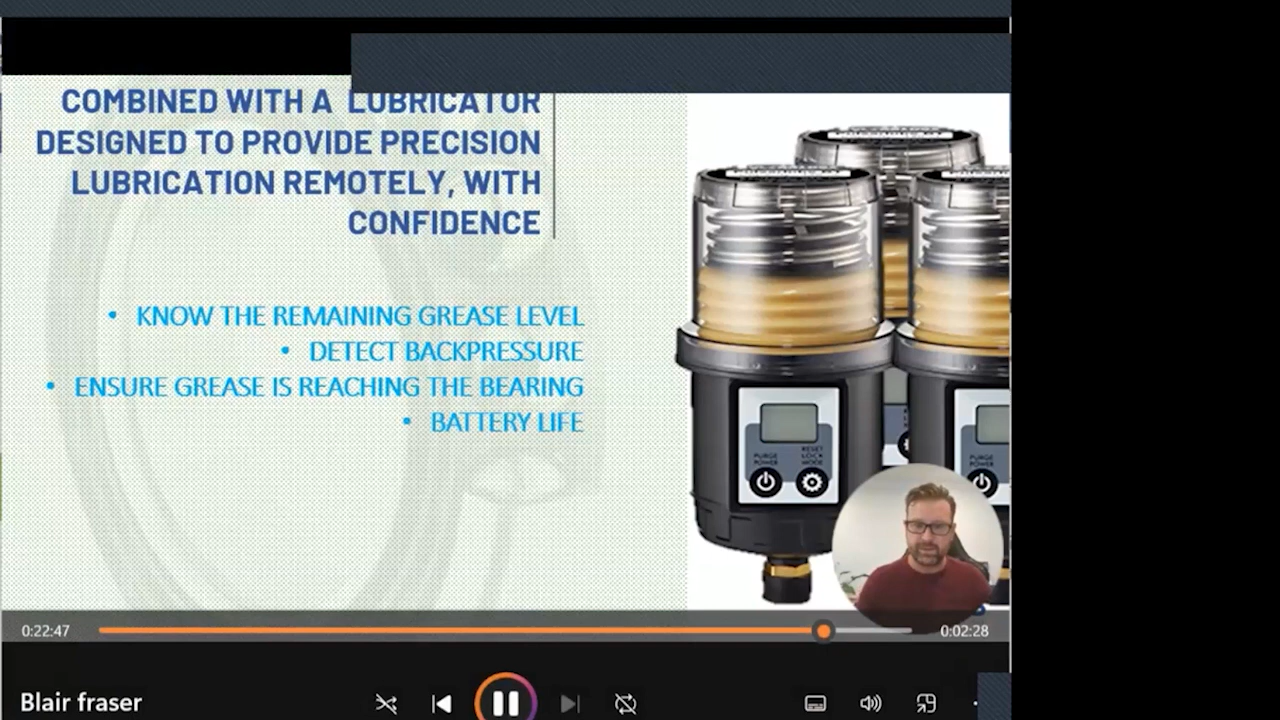 COMBINED WITH A LUBRICATOR
DESIGNED TO PROVIDE PRECISION
LUBRICATION REMOTELY, WITH
CONFIDENCE
• KNOW THE REMAINING GREASE LEVEL
• DETECT BACKPRESSURE
• ENSURE GREASE IS REACHING THE BEARING
• BATTERY LIFE
PURGE
POWER
RESET
LOCK
MODE
PURGE
POWER
0:22:47
0:02:28
Blair fraser